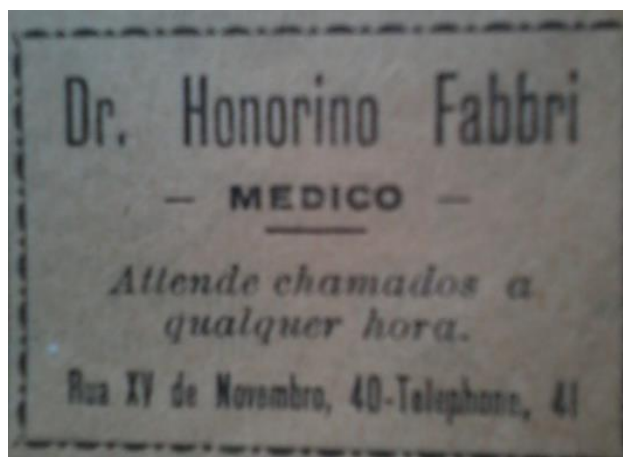 Dr. Honorino Fabbri
— MEDICO —
Attende chamados a
qualquer hora.
Rua XV de Novembro, 40-Telephone, 41